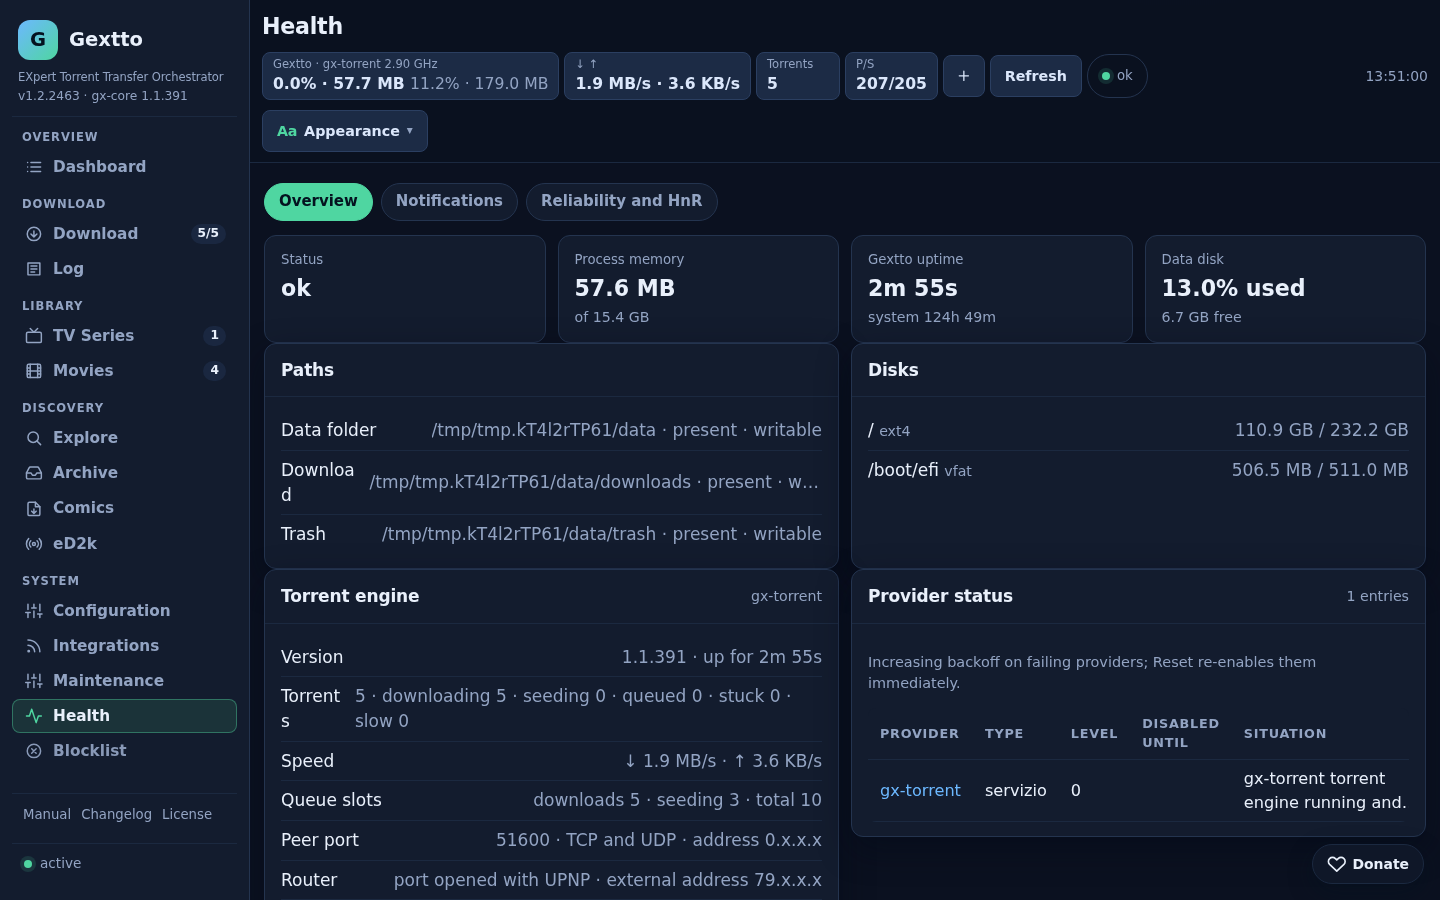 G Gextto
EXpert Torrent Transfer Orchestrator
v1.2.2463 · gx-core 1.1.391
OVERVIEW
Dashboard
DOWNLOAD
Download 5/5
Log
LIBRARY
TV Series 1
Movies 4
DISCOVERY
Explore
Archive
Comics
eD2k
SYSTEM
Configuration
Integrations
Maintenance
Health
Blocklist
Manual Changelog License
active
Health
Gextto · gx-torrent 2.90 GHz
0.0% · 57.7 MB 11.2% · 179.0 MB
↓ ↑
1.9 MB/s · 3.6 KB/s
Torrents
5
P/S
207/205
+
Refresh
ok
13:51:00
Aa Appearance ▾
Overview
Notifications
Reliability and HnR
Status
ok
Process memory
57.6 MB
of 15.4 GB
Gextto uptime
2m 55s
system 124h 49m
Data disk
13.0% used
6.7 GB free
Paths
Data folder /tmp/tmp.kT4l2rTP61/data · present · writable
Downloa
d /tmp/tmp.kT4l2rTP61/data/downloads · present · w…
Trash /tmp/tmp.kT4l2rTP61/data/trash · present · writable
Disks
/ ext4 110.9 GB / 232.2 GB
/boot/efi vfat 506.5 MB / 511.0 MB
Torrent engine gx-torrent
Version 1.1.391 · up for 2m 55s
Torrent 5 · downloading 5 · seeding 0 · queued 0 · stuck 0 ·
s slow 0
Speed ↓ 1.9 MB/s · ↑ 3.6 KB/s
Queue slots downloads 5 · seeding 3 · total 10
Peer port 51600 · TCP and UDP · address 0.x.x.x
Router port opened with UPNP · external address 79.x.x.x
Provider status 1 entries
Increasing backoff on failing providers; Reset re-enables them
immediately.
PROVIDER TYPE LEVEL DISABLED UNTIL SITUATION
gx-torrent servizio 0 gx-torrent torrent
engine running and.
Donate